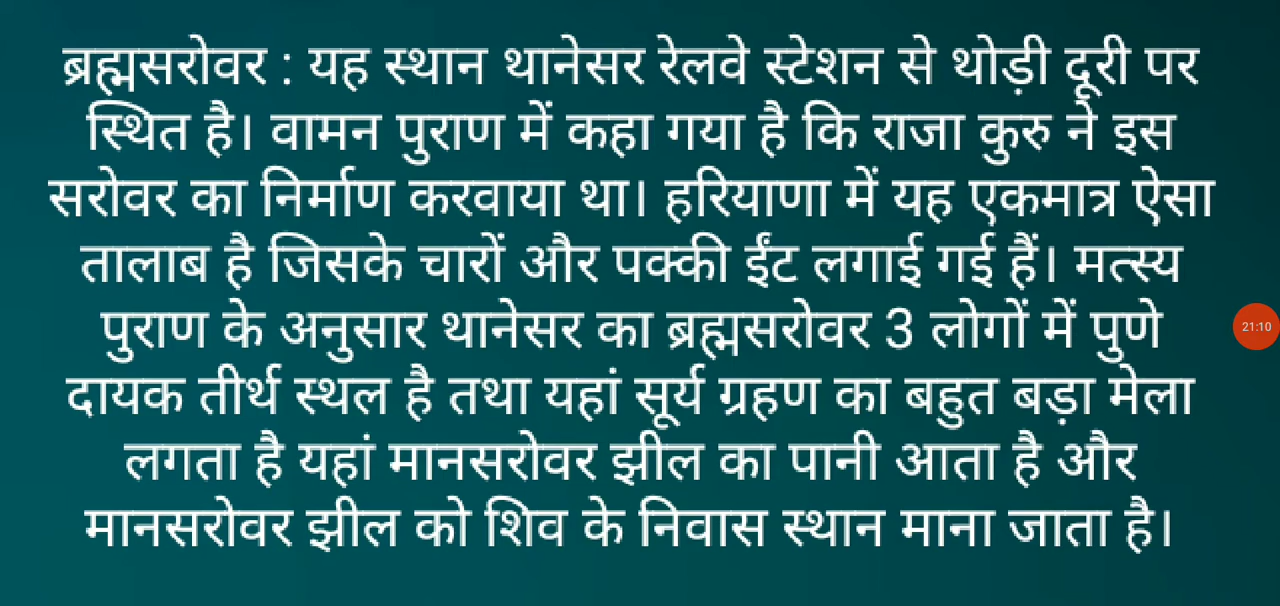 ब्रह्मसरोवर : यह स्थान थानेसर रेलवे स्टेशन से थोड़ी दूरी पर
स्थित है। वामन पुराण में कहा गया है कि राजा कुरु ने इस
सरोवर का निर्माण करवाया था। हरियाणा में यह एकमात्र ऐसा
तालाब है जिसके चारों और पक्की ईंट लगाई गई हैं। मत्स्य
पुराण के अनुसार थानेसर का ब्रह्मसरोवर 3 लोगों में पुणे
दायक तीर्थ स्थल है तथा यहां सूर्य ग्रहण का बहुत बड़ा मेला
लगता है यहां मानसरोवर झील का पानी आता है और
मानसरोवर झील को शिव के निवास स्थान माना जाता है।
21:10